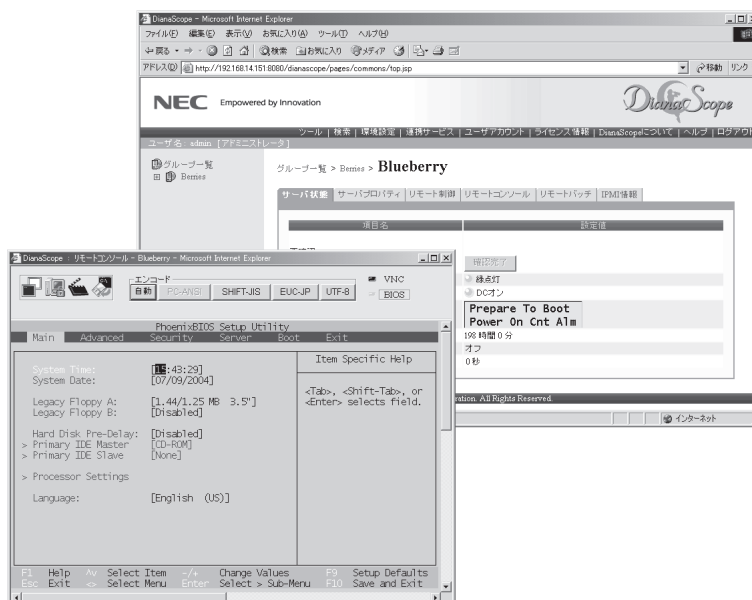 DianaScope - Microsoft Internet Explorer
ファイル(F) 編集(E) 表示(V) お気に入り(A) ツール(T) ヘルプ(H)
戻る 検索 お気に入り メディア
アドレス(D) http://192.168.14.151:8080/dianascope/pages/commons/top.jsp 移動 リンク
NEC Empowered by Innovation DianaScope
ツール | 検索 | 環境設定 | 連携サービス | ユーザアカウント | ライセンス情報 | DianaScopeについて | ヘルプ | ログアウト
ユーザ名: admin [アドミニストレータ]
グループ一覧
Berries
グループ一覧 > Berries > Blueberry
サーバ状態 サーバプロパティ リモート制御 リモートコンソール リモートバッチ IPMI情報
項目名 設定値
確認完了
緑点灯
DCオン
Prepare To Boot
Power On Cnt Alm
198 時間 0 分
オフ
0 秒
ration. All Rights Reserved.
インターネット
DianaScope : リモートコンソール - Blueberry - Microsoft Internet Explorer
エンコード
自動 PC-ANSI SHIFT-JIS EUC-JP UTF-8
VNC
BIOS
PhoenixBIOS Setup Utility
Main Advanced Security Server Boot Exit
Item Specific Help
System Time: [15:43:29]
System Date: [07/09/2004]
<Tab>, <Shift-Tab>, or
<Enter> selects field.
Legacy Floppy A: [1.44/1.25 MB 3.5"]
Legacy Floppy B: [Disabled]
Hard Disk Pre-Delay: [Disabled]
> Primary IDE Master [CD-ROM]
> Primary IDE Slave [None]
> Processor Settings
Language: [English (US)]
F1 Help ^v Select Item -/+ Change Values F9 Setup Defaults
Esc Exit <> Select Menu Enter Select > Sub-Menu F10 Save and Exit